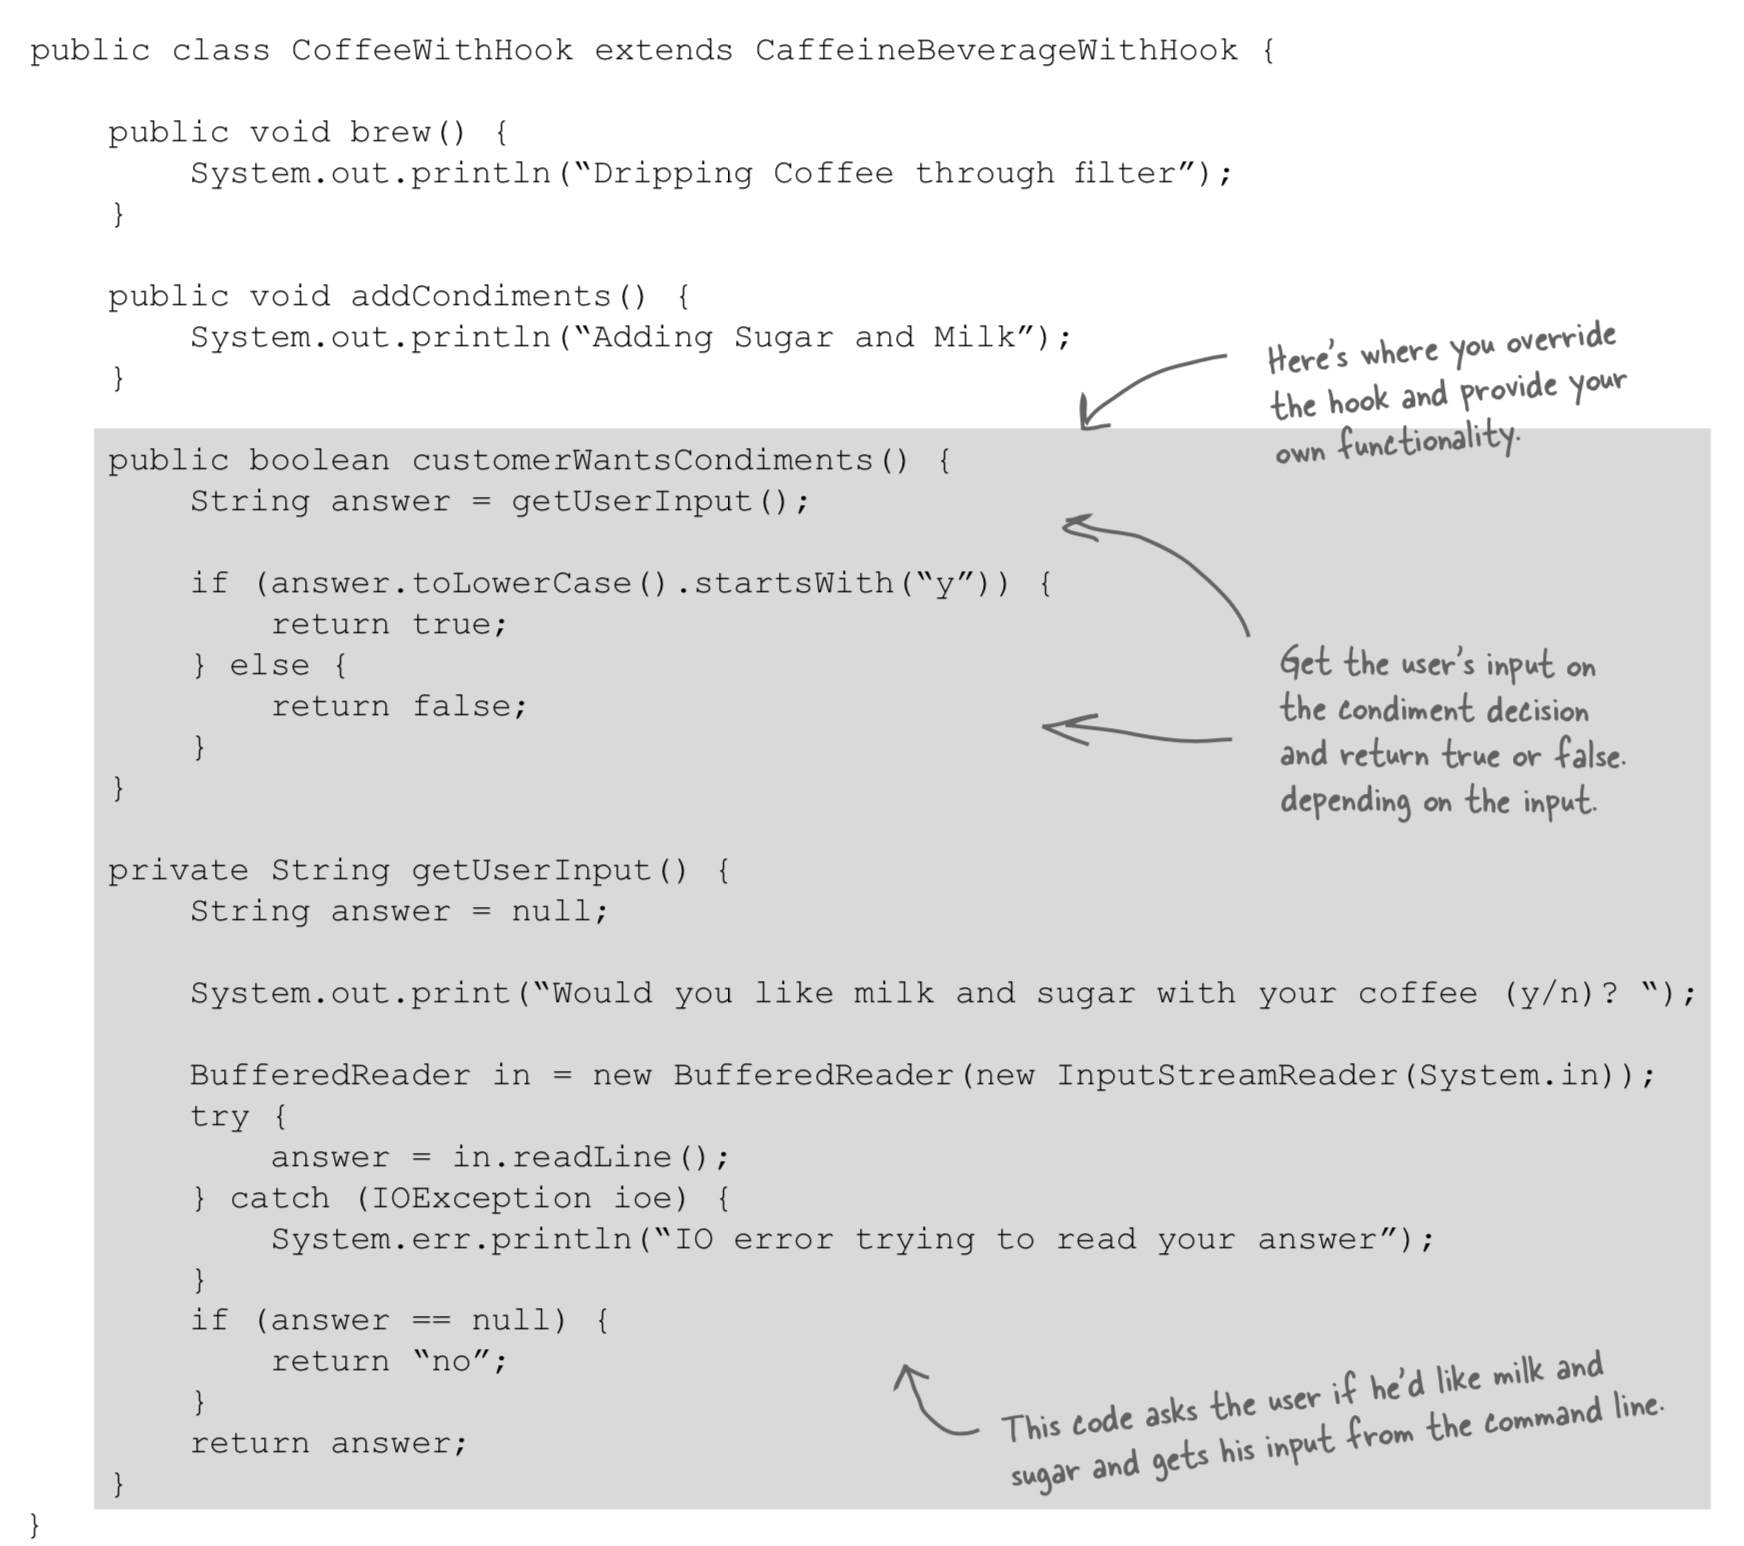 public class CoffeeWithHook extends CaffeineBeverageWithHook {
public void brew() {
System.out.println(“Dripping Coffee through filter”);
}
public void addCondiments() {
System.out.println(“Adding Sugar and Milk”);
}
Here's where you override
the hook and provide your
own functionality.
public boolean customerWantsCondiments() {
String answer = getUserInput();
if (answer.toLowerCase().startsWith(“y”)) {
return true;
} else {
return false;
}
}
Get the user's input on
the condiment decision
and return true or false.
depending on the input.
private String getUserInput() {
String answer = null;
System.out.print(“Would you like milk and sugar with your coffee (y/n)? “);
BufferedReader in = new BufferedReader(new InputStreamReader(System.in));
try {
answer = in.readLine();
} catch (IOException ioe) {
System.err.println(“IO error trying to read your answer”);
}
if (answer == null) {
return “no”;
}
return answer;
}
}
This code asks the user if he'd like milk and
sugar and gets his input from the command line.